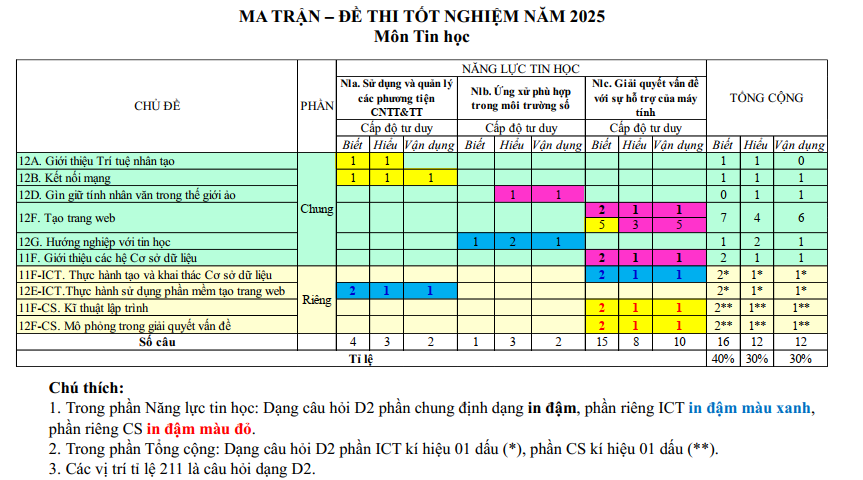 MA TRẬN – ĐỀ THI TỐT NGHIỆP NĂM 2025
Môn Tin học
CHỦ ĐỀ PHẦN NĂNG LỰC TIN HỌC TỔNG CỘNG
NIa. Sử dụng và quản lý các phương tiện CNTT&TT NIb. Ứng xử phù hợp trong môi trường số NIc. Giải quyết vấn đề với sự hỗ trợ của máy tính
Cấp độ tư duy Cấp độ tư duy Cấp độ tư duy
Biết Hiểu Vận dụng Biết Hiểu Vận dụng Biết Hiểu Vận dụng Biết Hiểu Vận dụng
12A. Giới thiệu Trí tuệ nhân tạo 1 1 1 1 0
12B. Kết nối mạng 1 1 1 1 1 1
12D. Gìn giữ tính nhân văn trong thế giới ảo 1 1 0 1 1
Chung
12F. Tạo trang web 2 1 1 7 4 6
5 3 5
12G. Hướng nghiệp với tin học 1 2 1 1 2 1
11F. Giới thiệu các hệ Cơ sở dữ liệu 2 1 1 2 1 1
11F-ICT. Thực hành tạo và khai thác Cơ sở dữ liệu 2 1 1 2* 1* 1*
12E-ICT.Thực hành sử dụng phần mềm tạo trang web 2 1 1 2* 1* 1*
Riêng
11F-CS. Kĩ thuật lập trình 2 1 1 2** 1** 1**
12F-CS. Mô phỏng trong giải quyết vấn đề 2 1 1 2** 1** 1**
Số câu 4 3 2 1 3 2 15 8 10 16 12 12
Tỉ lệ 40% 30% 30%
Chú thích:
1. Trong phần Năng lực tin học: Dạng câu hỏi D2 phần chung định dạng in đậm, phần riêng ICT in đậm màu xanh,
phần riêng CS in đậm màu đỏ.
2. Trong phần Tổng cộng: Dạng câu hỏi D2 phần ICT kí hiệu 01 dấu (*), phần CS kí hiệu 01 dấu (**).
3. Các vị trí tỉ lệ 211 là câu hỏi dạng D2.